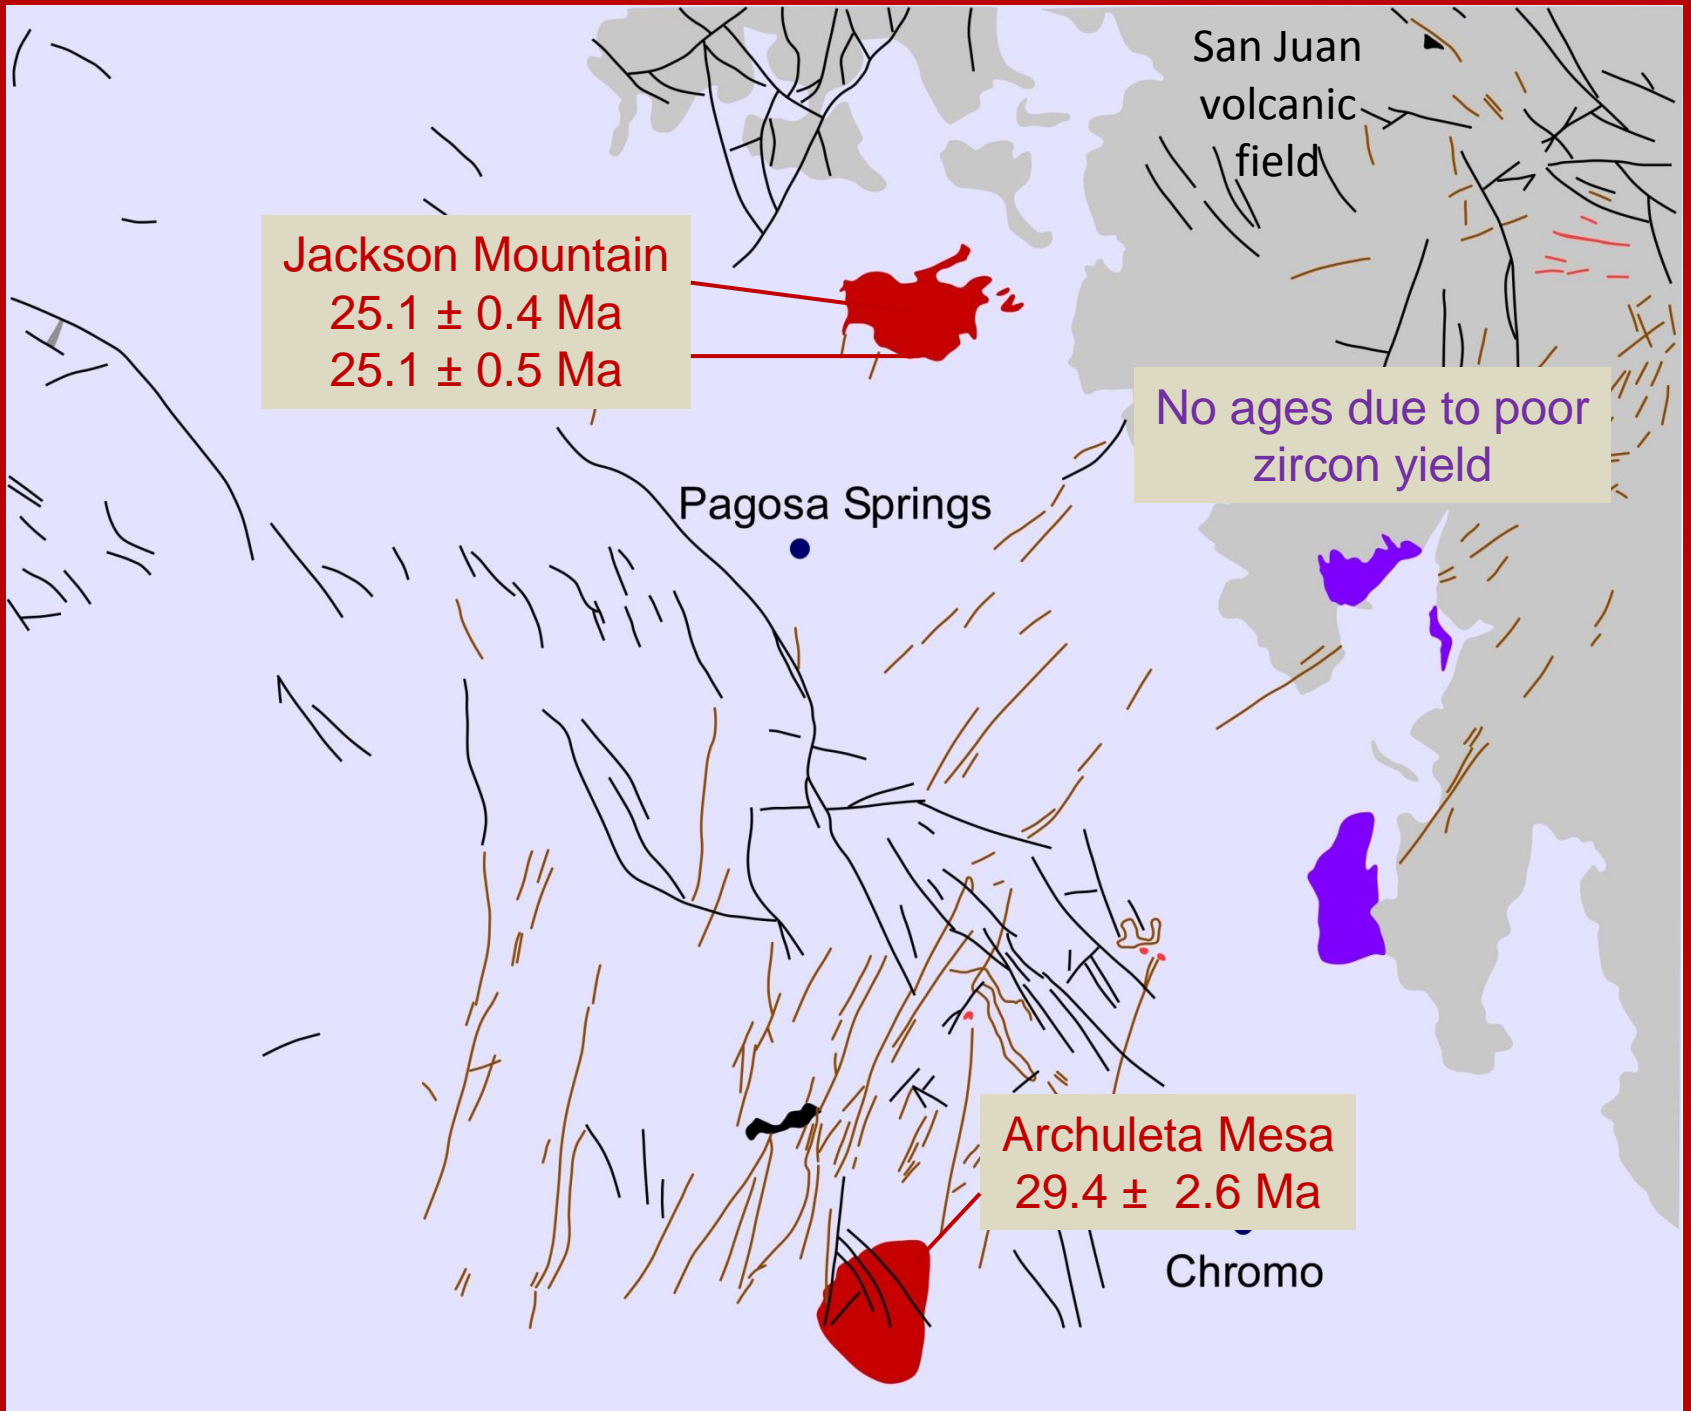 San Juan
volcanic
field
Jackson Mountain
25.1 ± 0.4 Ma
25.1 ± 0.5 Ma
No ages due to poor
zircon yield
Pagosa Springs
Archuleta Mesa
29.4 ±  2.6 Ma
Chromo